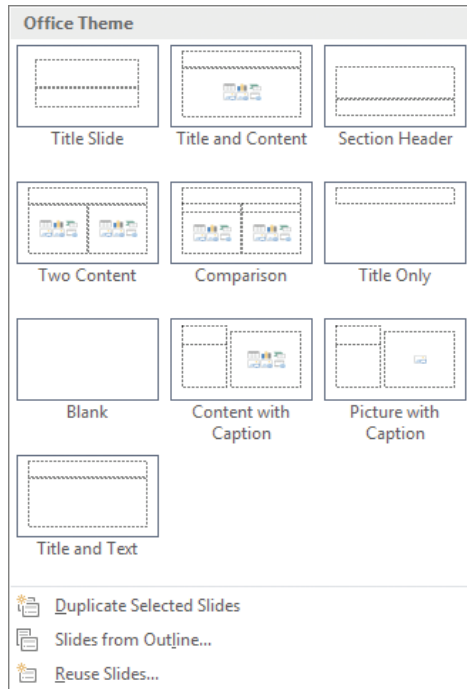 Office Theme
Title Slide
Title and Content
Section Header
Two Content
Comparison
Title Only
Blank
Content with
Caption
Picture with
Caption
Title and Text
Duplicate Selected Slides
Slides from Outline...
Reuse Slides...